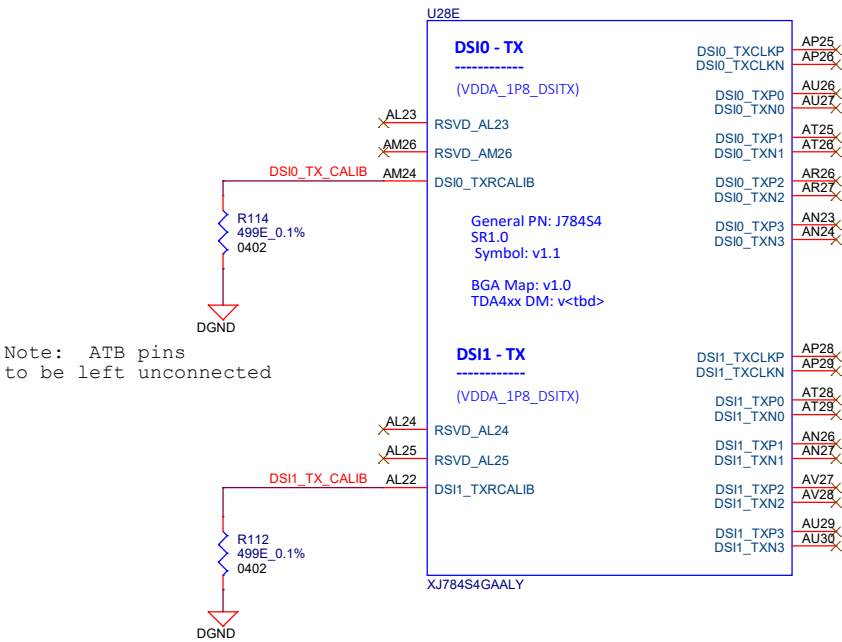 U28E
DSI0 - TX
------------
(VDDA_1P8_DSITX)
AL23
RSVD_AL23
AM26
RSVD_AM26
DSI0_TX_CALIB
AM24
DSI0_TXRCALIB
R114
499E_0.1%
0402
DGND
DSI0_TXCLKP
AP25
DSI0_TXCLKN
AP26
DSI0_TXP0
AU26
DSI0_TXN0
AU27
DSI0_TXP1
AT25
DSI0_TXN1
AT26
DSI0_TXP2
AR26
DSI0_TXN2
AR27
DSI0_TXP3
AN23
DSI0_TXN3
AN24
General PN: J784S4
SR1.0
Symbol: v1.1
BGA Map: v1.0
TDA4xx DM: v<tbd>
Note: ATB pins
to be left unconnected
DSI1 - TX
------------
(VDDA_1P8_DSITX)
AL24
RSVD_AL24
AL25
RSVD_AL25
DSI1_TX_CALIB
AL22
DSI1_TXRCALIB
R112
499E_0.1%
0402
DGND
DSI1_TXCLKP
AP28
DSI1_TXCLKN
AP29
DSI1_TXP0
AT28
DSI1_TXN0
AT29
DSI1_TXP1
AN26
DSI1_TXN1
AN27
DSI1_TXP2
AV27
DSI1_TXN2
AV28
DSI1_TXP3
AU29
DSI1_TXN3
AU30
XJ784S4GAALY